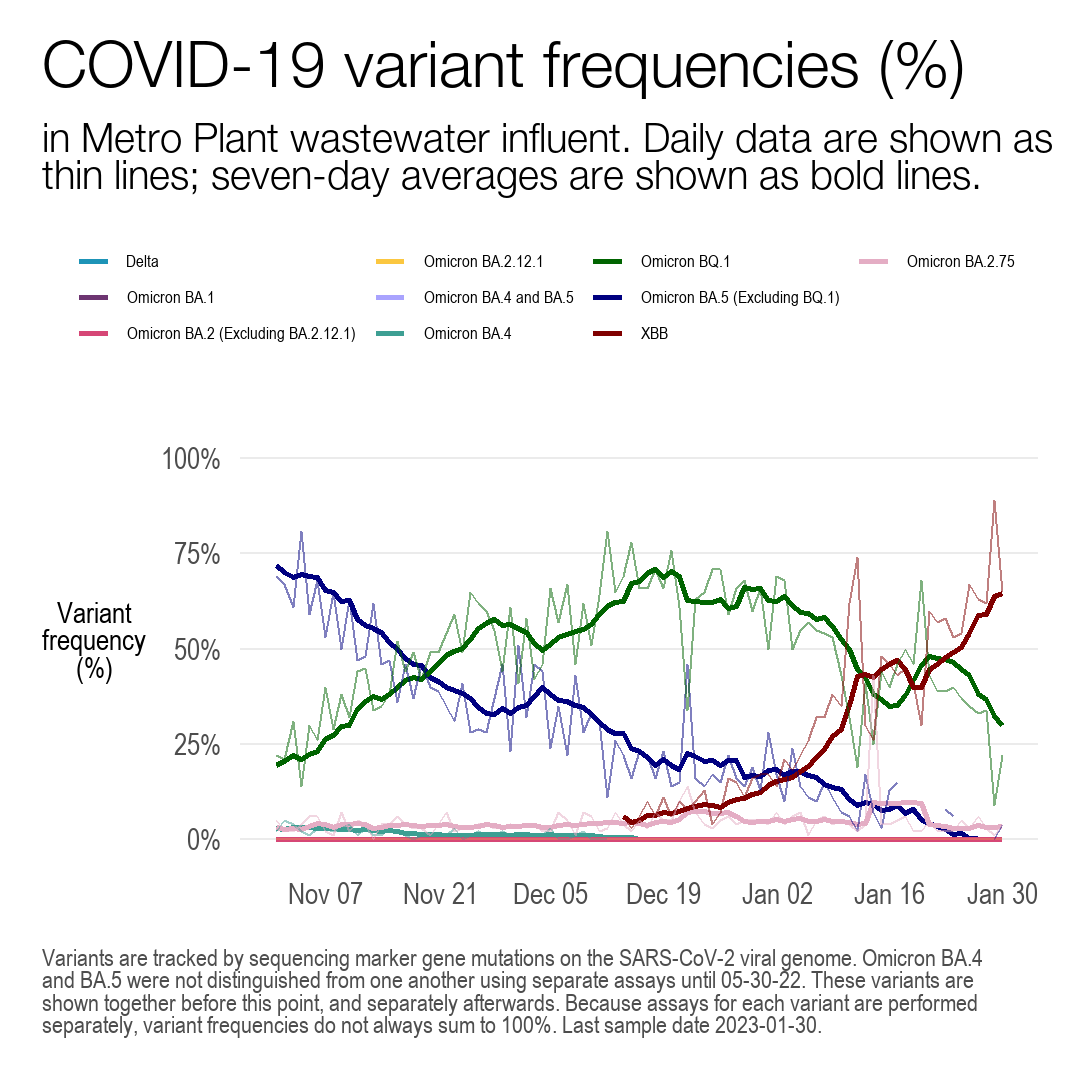 COVID-19 variant frequencies (%)
in Metro Plant wastewater influent. Daily data are shown as
thin lines; seven-day averages are shown as bold lines.
Delta
Omicron BA.2.12.1
Omicron BQ.1
Omicron BA.2.75
Omicron BA.1
Omicron BA.4 and BA.5
Omicron BA.5 (Excluding BQ.1)
Omicron BA.2 (Excluding BA.2.12.1)
Omicron BA.4
XBB
100%
75%
50%
25%
0%
Variant
frequency
(%)
Nov 07
Nov 21
Dec 05
Dec 19
Jan 02
Jan 16
Jan 30
Variants are tracked by sequencing marker gene mutations on the SARS-CoV-2 viral genome. Omicron BA.4
and BA.5 were not distinguished from one another using separate assays until 05-30-22. These variants are
shown together before this point, and separately afterwards. Because assays for each variant are performed
separately, variant frequencies do not always sum to 100%. Last sample date 2023-01-30.